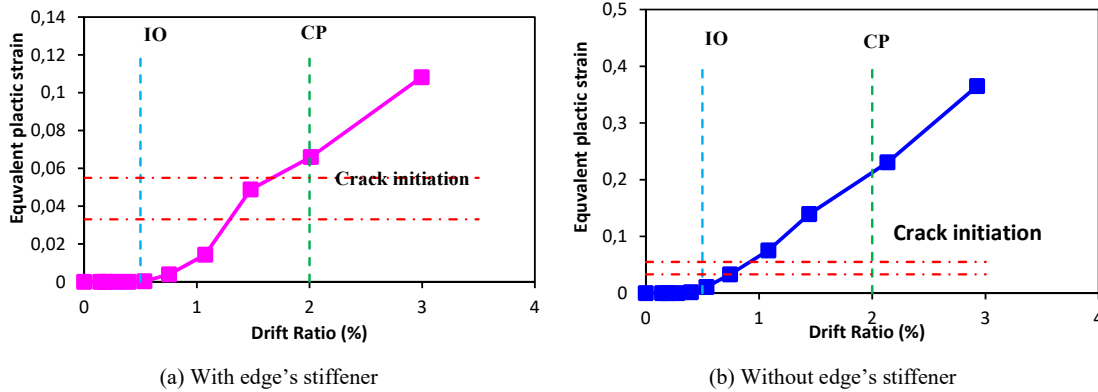 0,14
0,12
0,1
0,08
0,06
0,04
0,02
0
Equivalent plactic strain
IO
CP
Crack initiation
0 1 2 3 4
Drift Ratio (%)
(a) With edge's stiffener
0,5
0,4
0,3
0,2
0,1
0
Equvalent plactic strain
IO
CP
Crack initiation
0 1 2 3 4
Drift Ratio (%)
(b) Without edge's stiffener